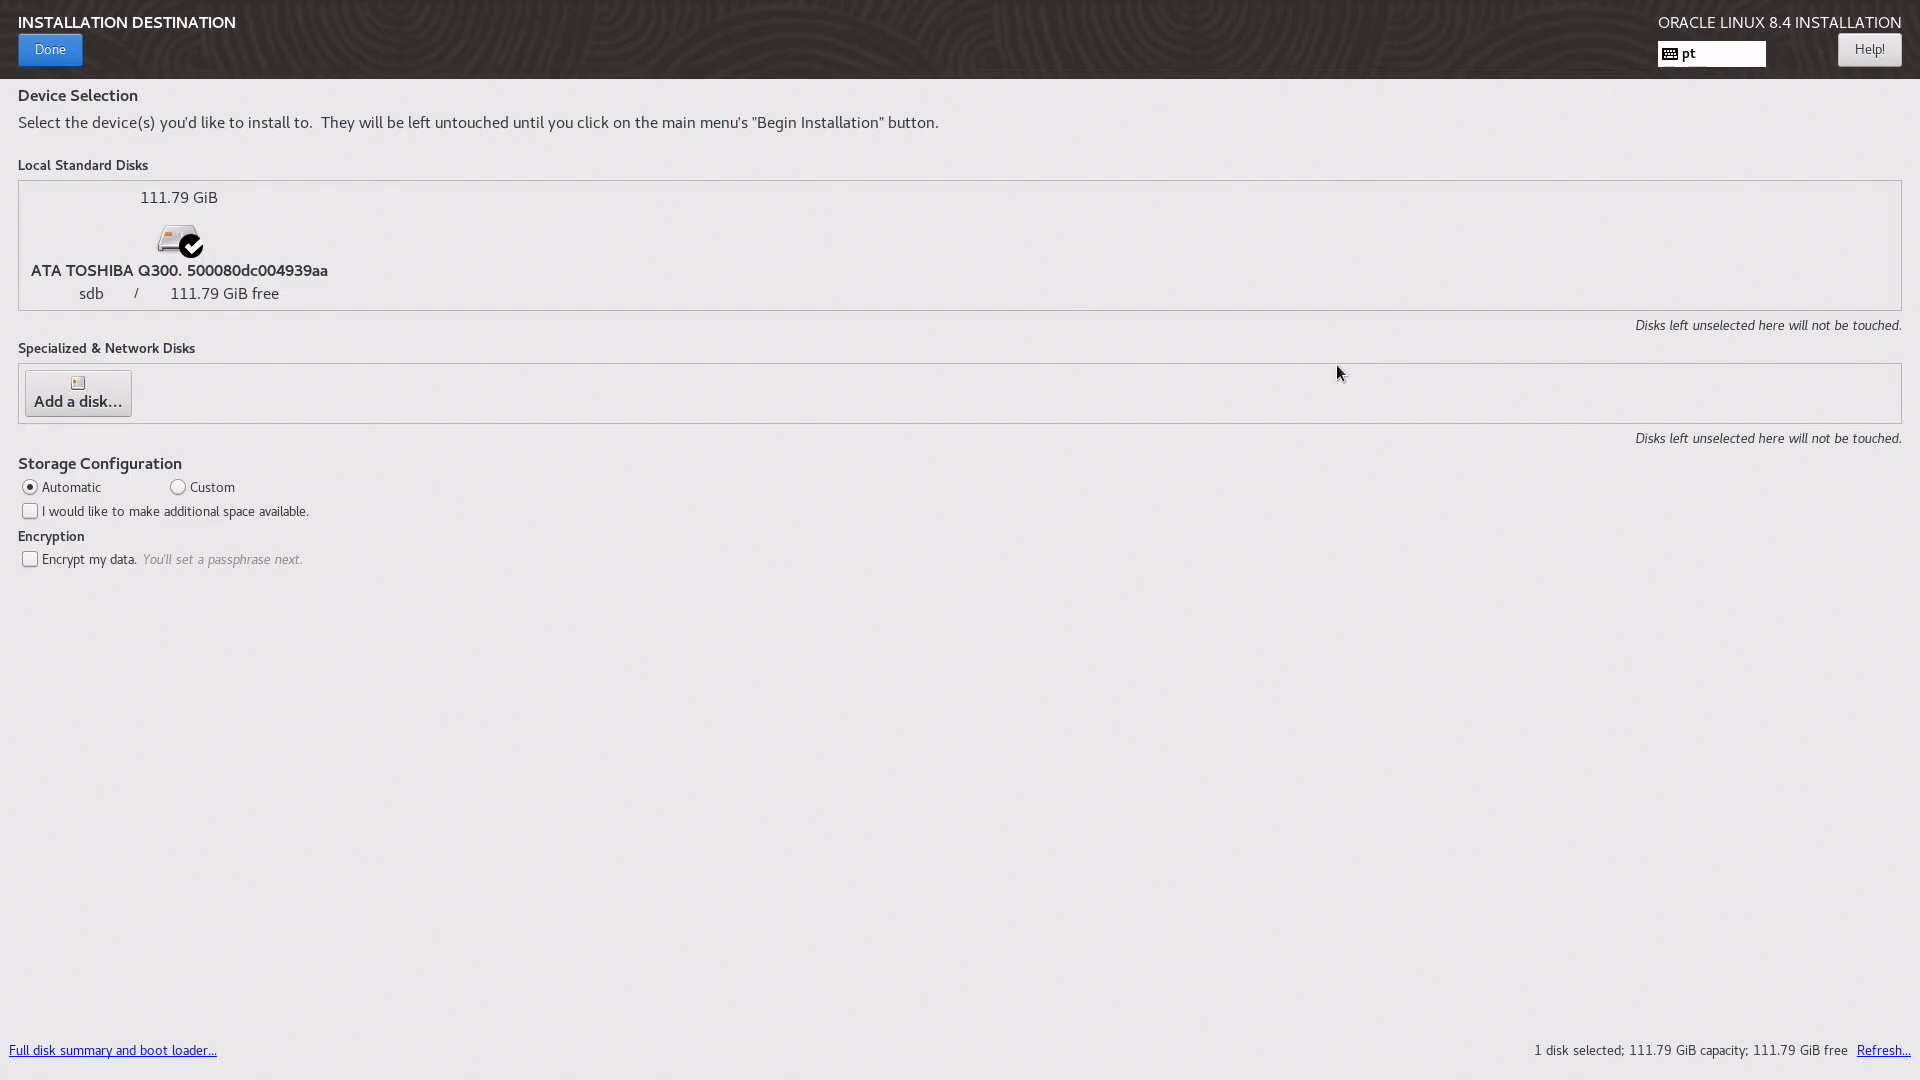 INSTALLATION DESTINATION
ORACLE LINUX 8.4 INSTALLATION
Done
pt
Help!
Device Selection
Select the device(s) you'd like to install to.  They will be left untouched until you click on the main menu's "Begin Installation" button.
Local Standard Disks
111.79 GiB
ATA TOSHIBA Q300. 500080dc004939aa
sdb / 111.79 GiB free
Disks left unselected here will not be touched.
Specialized & Network Disks
Add a disk...
Disks left unselected here will not be touched.
Storage Configuration
Automatic Custom
I would like to make additional space available.
Encryption
Encrypt my data. You'll set a passphrase next.
Full disk summary and boot loader...
1 disk selected; 111.79 GiB capacity; 111.79 GiB free Refresh...